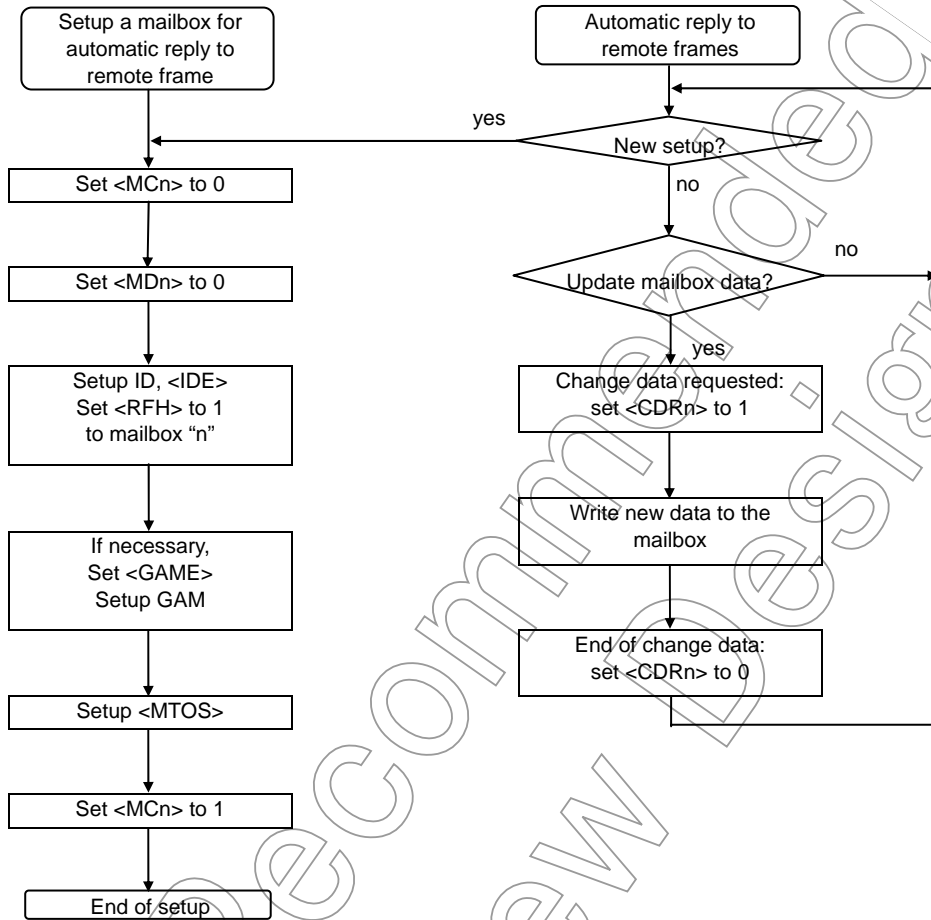 Setup a mailbox for
automatic reply to
remote frame
Set <MCn> to 0
Set <MDn> to 0
Setup ID, <IDE>
Set <RFH> to 1
to mailbox “n”
If necessary,
Set <GAME>
Setup GAM
Setup <MTOS>
Set <MCn> to 1
End of setup
Automatic reply to
remote frames
yes
New setup?
no
Update mailbox data?
no
yes
Change data requested:
set <CDRn> to 1
Write new data to the
mailbox
End of change data:
set <CDRn> to 0